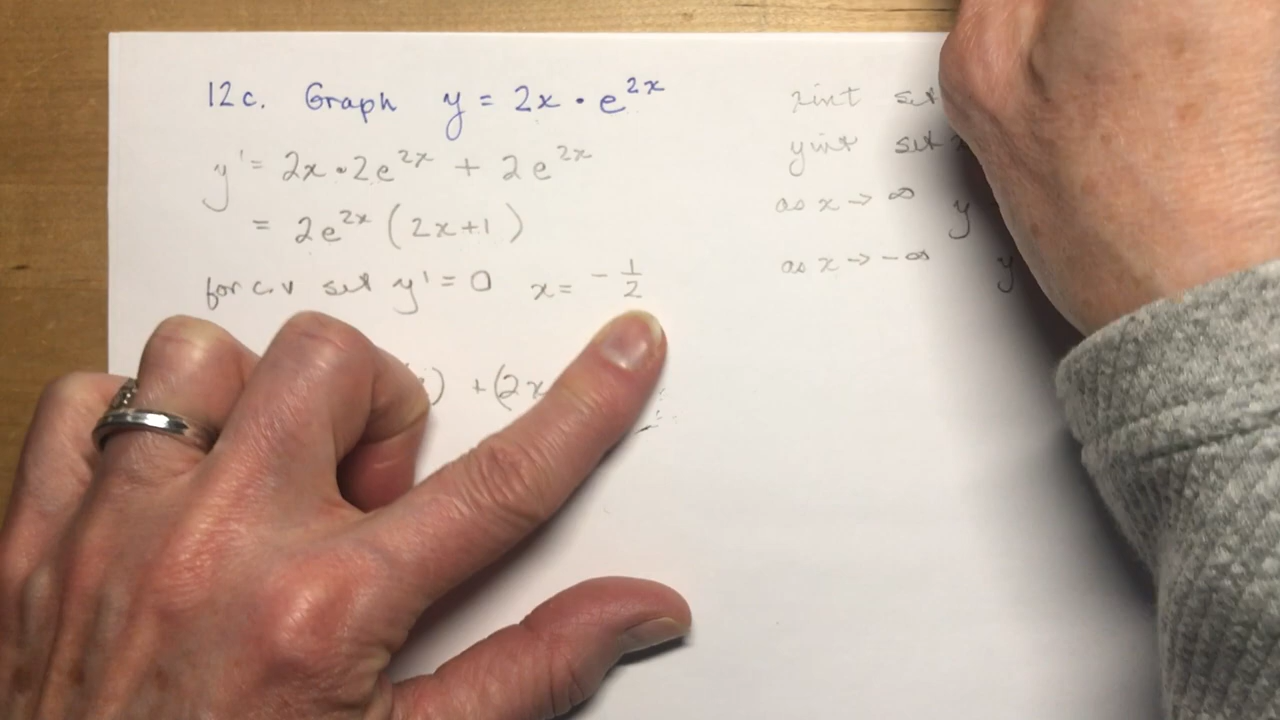 12c. Graph y = 2x • e^{2x}
y' = 2x • 2e^{2x} + 2e^{2x}
= 2e^{2x} (2x+1)
for c.v set y' = 0 x = -1/2
) + (2x
xint set
yint set
as x → ∞ y
as x → -∞ y